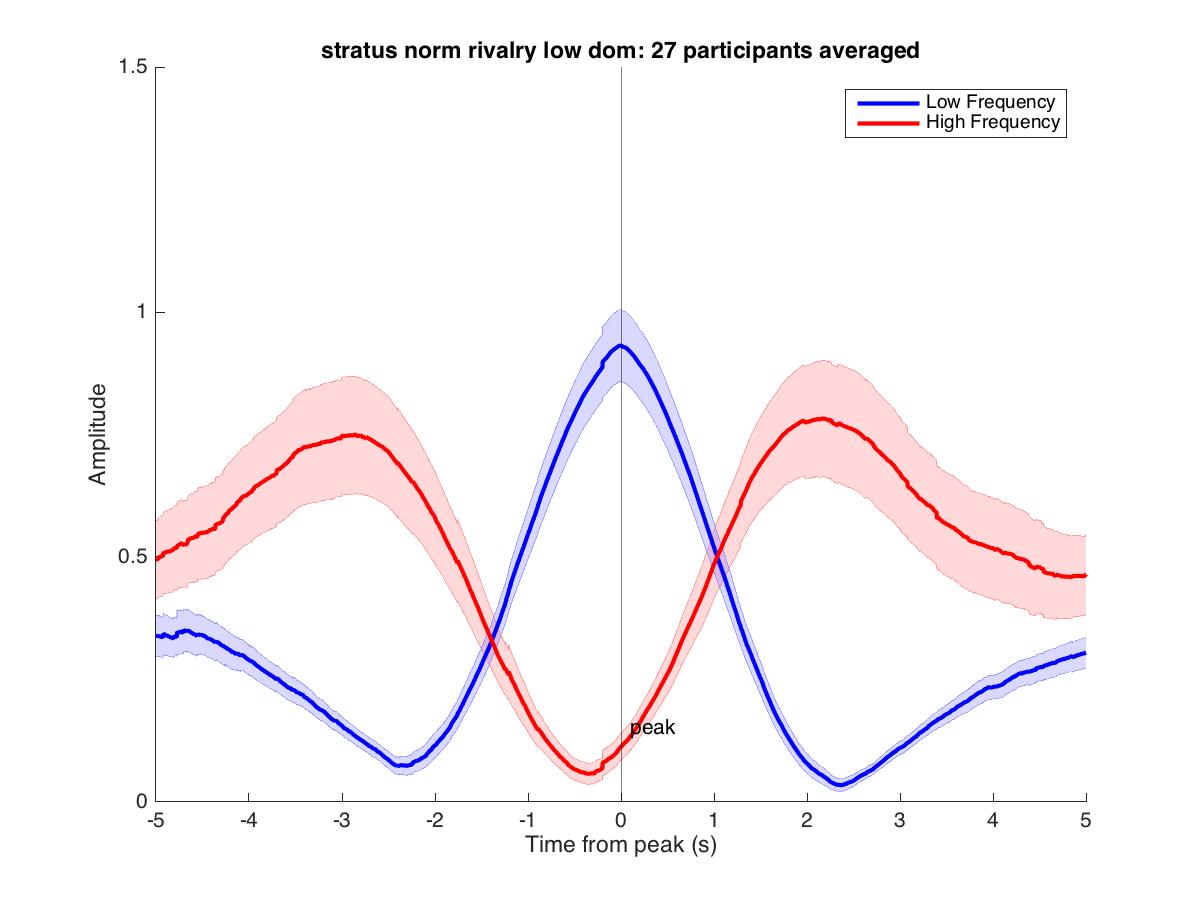 stratus norm rivalry low dom: 27 participants averaged
Low Frequency
High Frequency
1.5
1
0.5
0
Amplitude
peak
-5 -4 -3 -2 -1 0 1 2 3 4 5
Time from peak (s)